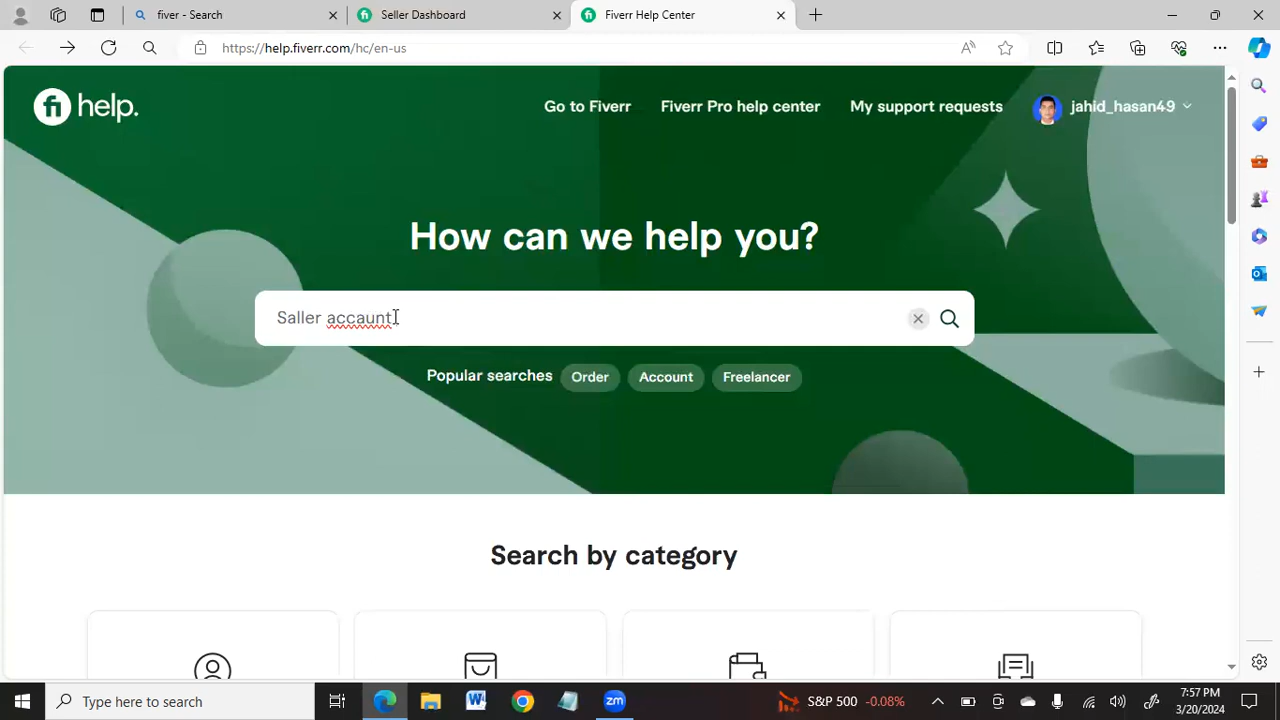 fiver - Search
Seller Dashboard
Fiverr Help Center
https://help.fiverr.com/hc/en-us
fi help.
Go to Fiverr
Fiverr Pro help center
My support requests
jahid_hasan49
How can we help you?
Saller accaunt
Popular searches
Order
Account
Freelancer
Search by category
Type here to search
S&P 500 -0.08%
7:57 PM
3/20/2024